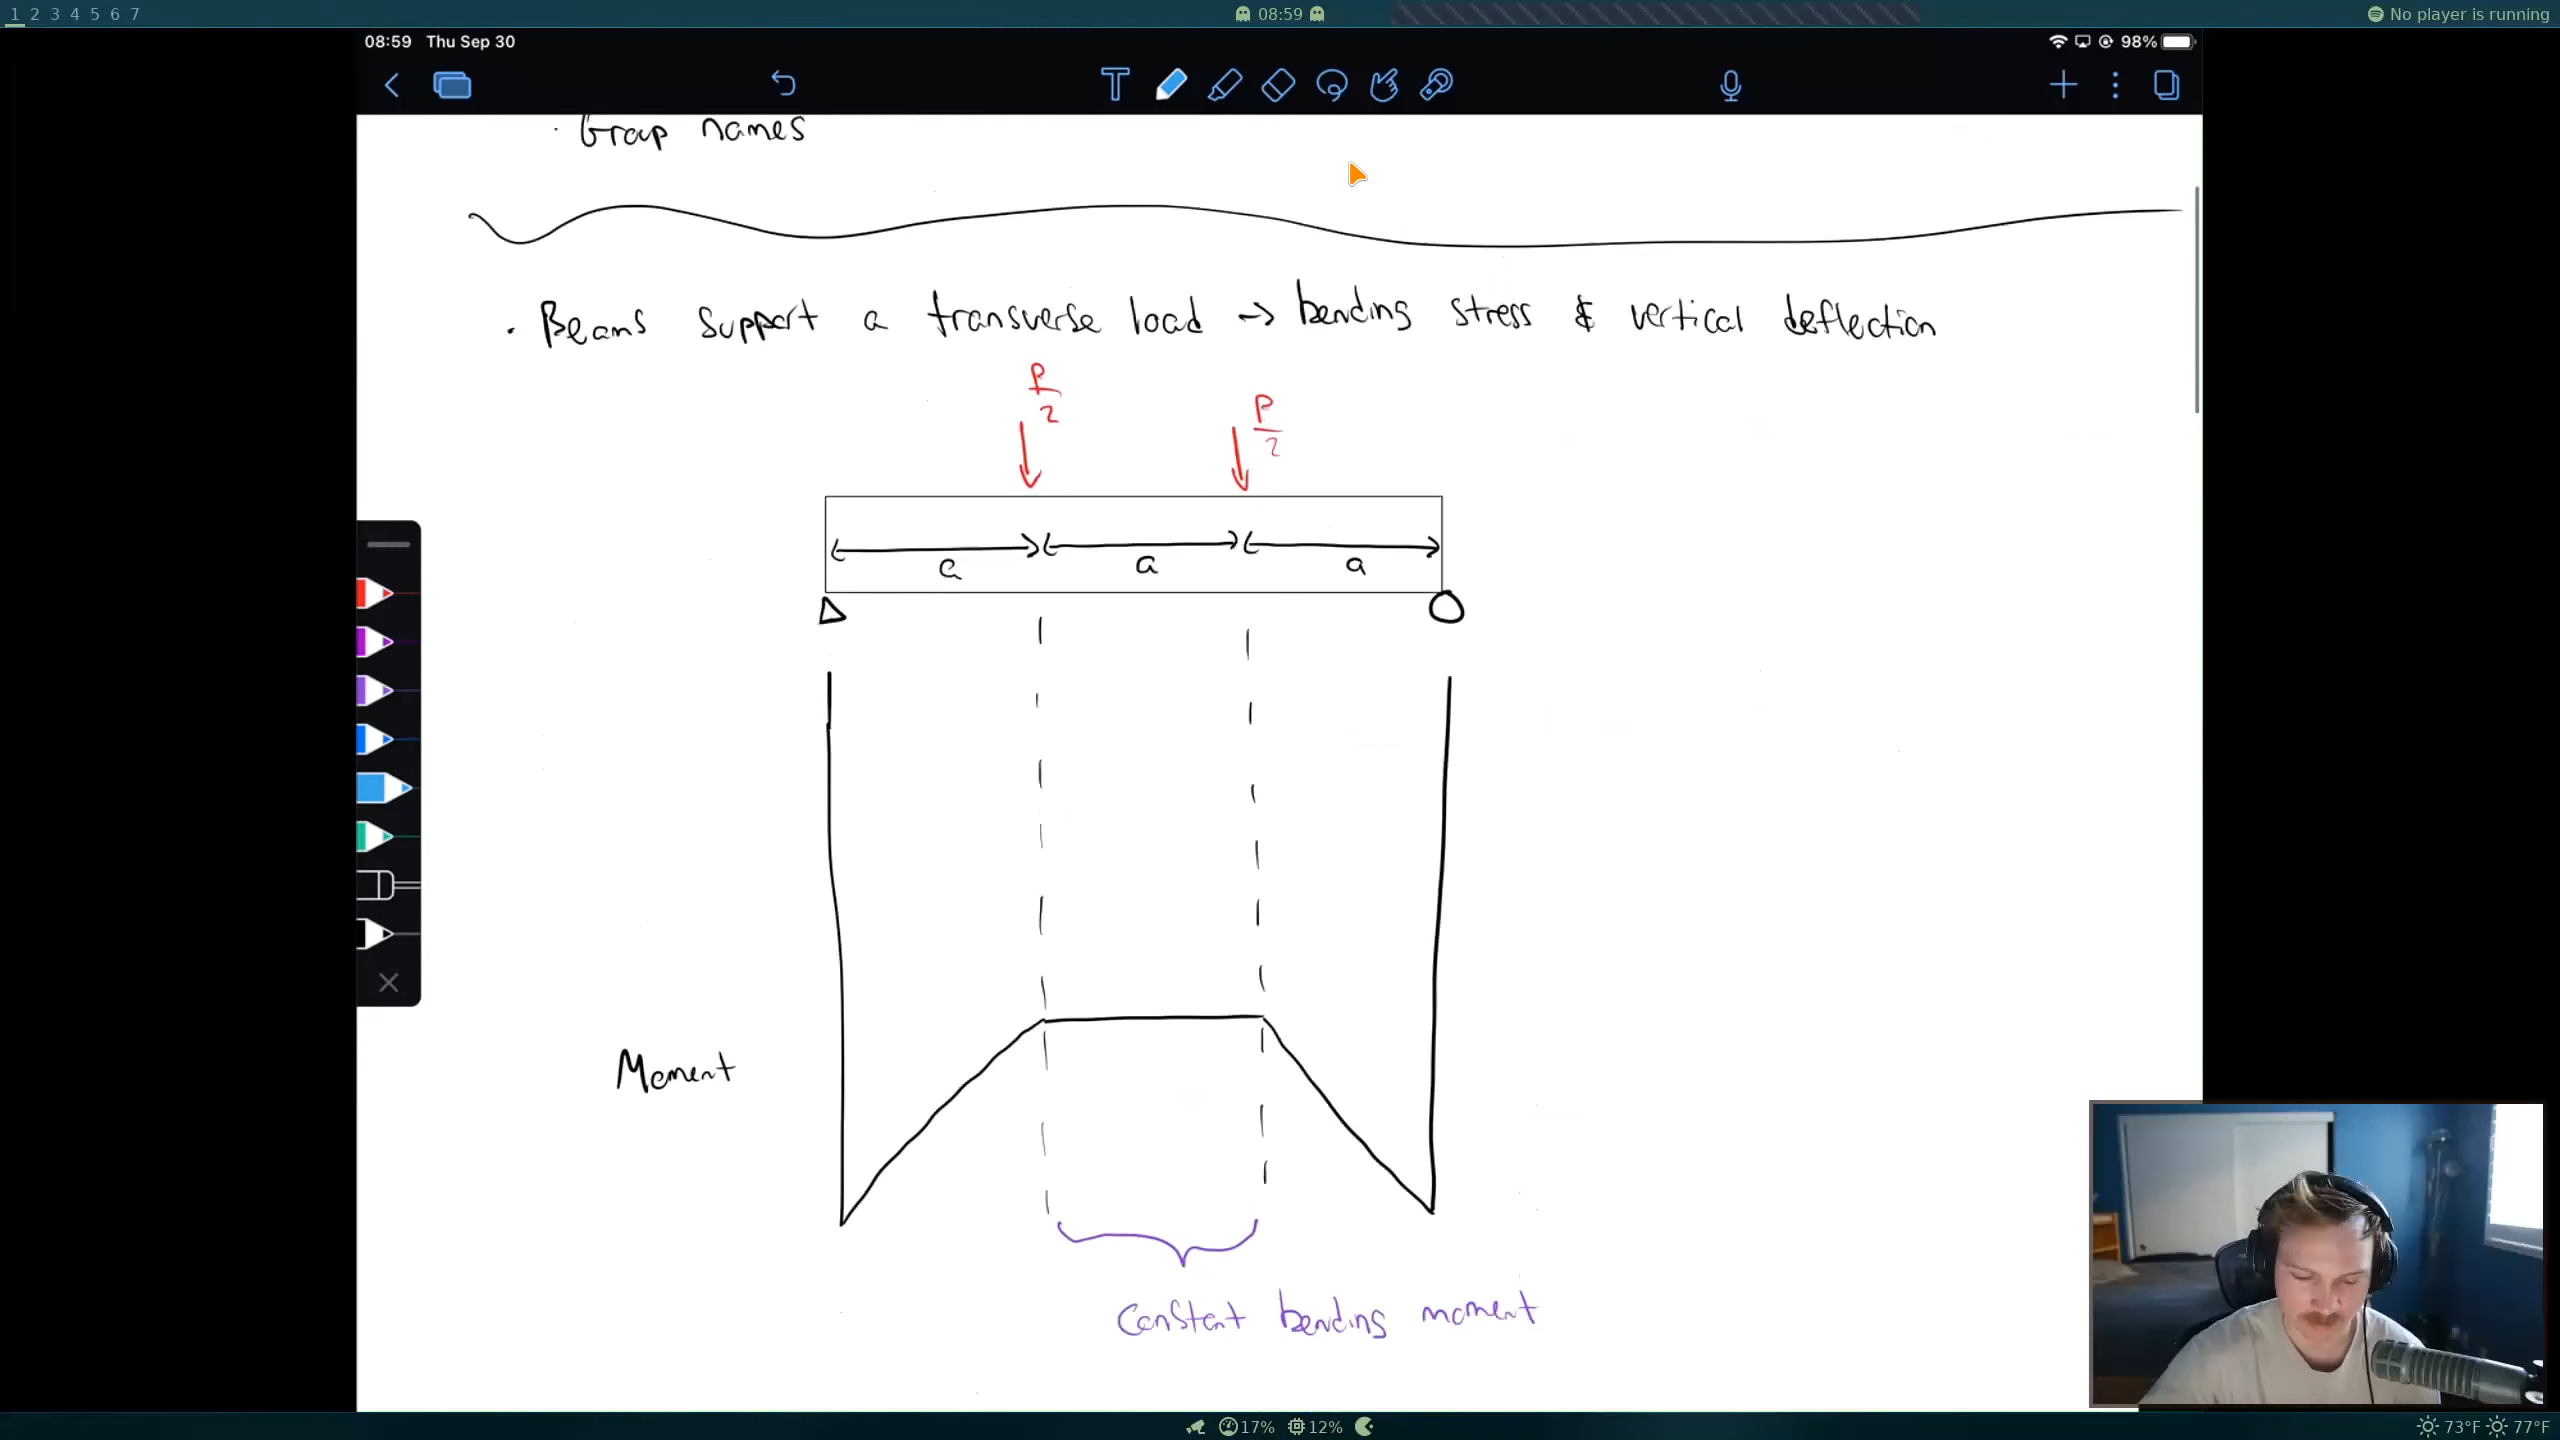 1 2 3 4 5 6 7
08:59
No player is running
08:59 Thu Sep 30
98%
· Group names
· Beams support a transverse load → bending stress & vertical deflection
P/2
P/2
a a a
Moment
Constant bending moment
17% 12%
73°F 77°F